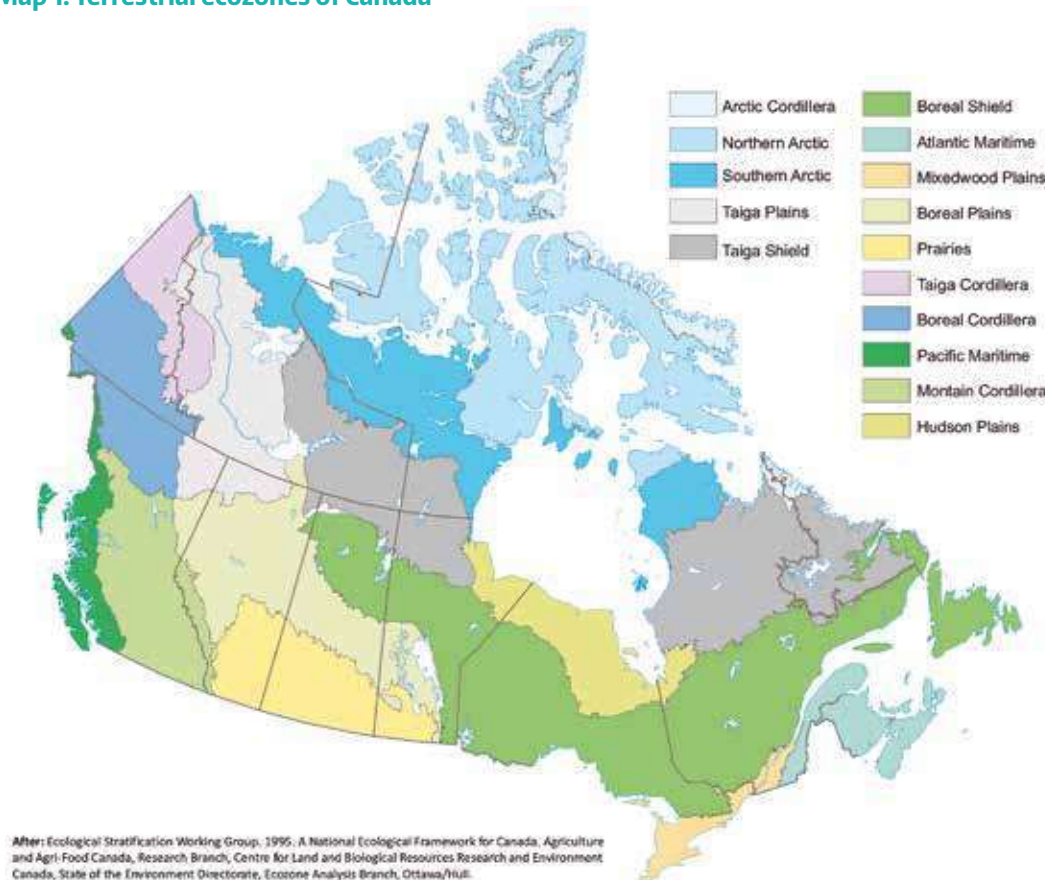 Map 1. Terrestrial ecozones of Canada
Arctic Cordillera
Northern Arctic
Southern Arctic
Taiga Plains
Taiga Shield
Boreal Shield
Atlantic Maritime
Mixedwood Plains
Boreal Plains
Prairies
Taiga Cordillera
Boreal Cordillera
Pacific Maritime
Montain Cordillera
Hudson Plains
After: Ecological Stratification Working Group. 1995. A National Ecological Framework for Canada. Agriculture
and Agri-Food Canada, Research Branch, Centre for Land and Biological Resources Research and Environment
Canada, State of the Environment Directorate, Ecozone Analysis Branch, Ottawa/Hull.